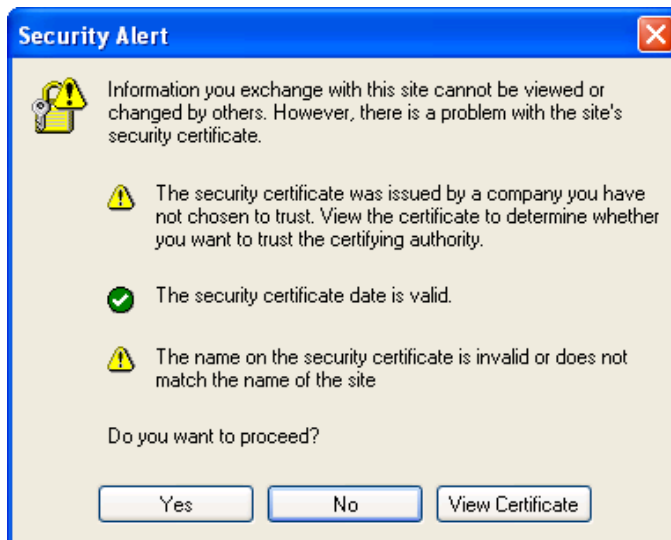 Security Alert
Information you exchange with this site cannot be viewed or
changed by others. However, there is a problem with the site's
security certificate.
The security certificate was issued by a company you have
not chosen to trust. View the certificate to determine whether
you want to trust the certifying authority.
The security certificate date is valid.
The name on the security certificate is invalid or does not
match the name of the site
Do you want to proceed?
Yes No View Certificate